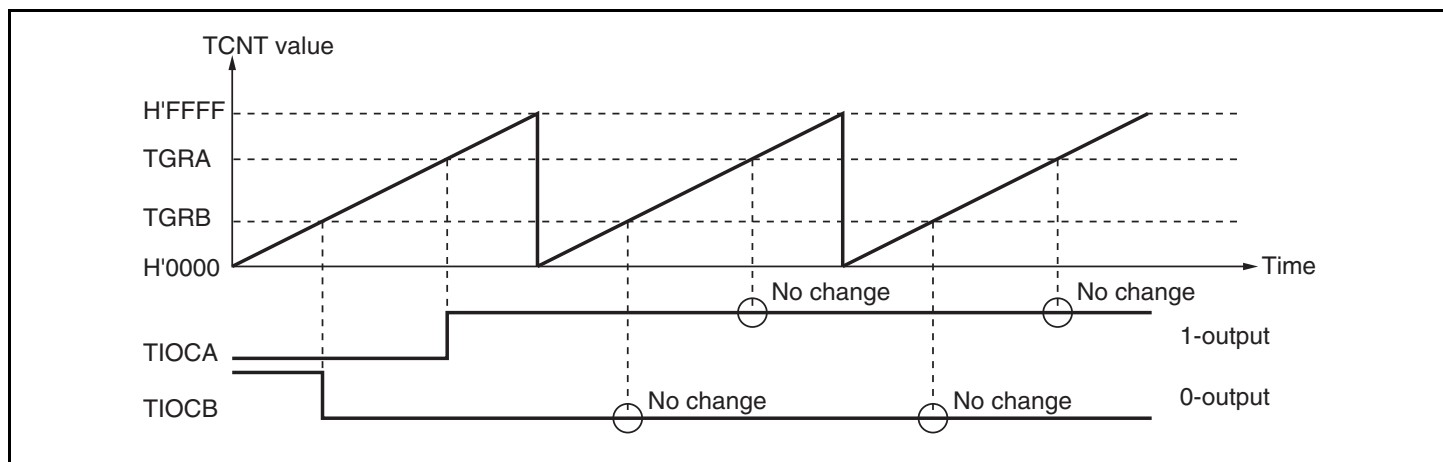 TCNT value
H'FFFF
TGRA
TGRB
H'0000
Time
No change
No change
1-output
TIOCA
No change
No change
0-output
TIOCB